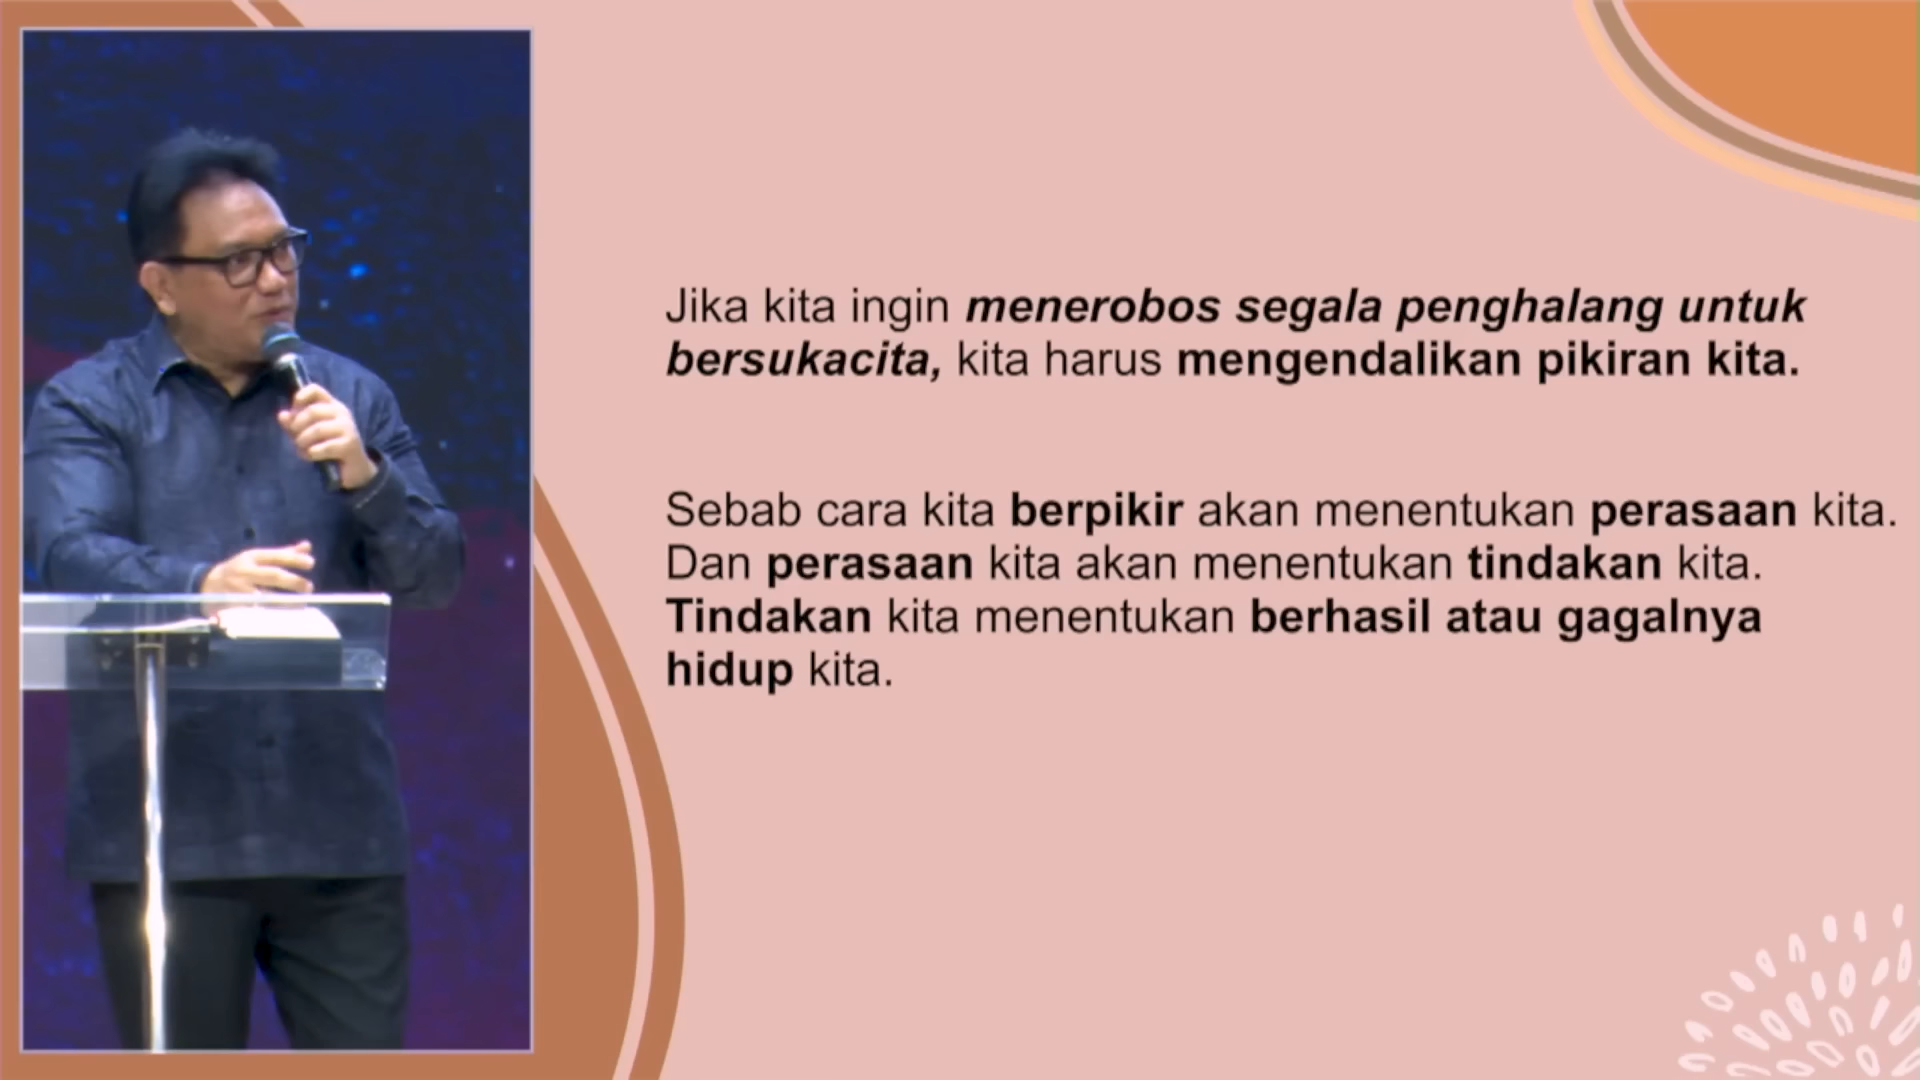 Jika kita ingin menerobos segala penghalang untuk
bersukacita, kita harus mengendalikan pikiran kita.
Sebab cara kita berpikir akan menentukan perasaan kita.
Dan perasaan kita akan menentukan tindakan kita.
Tindakan kita menentukan berhasil atau gagalnya
hidup kita.